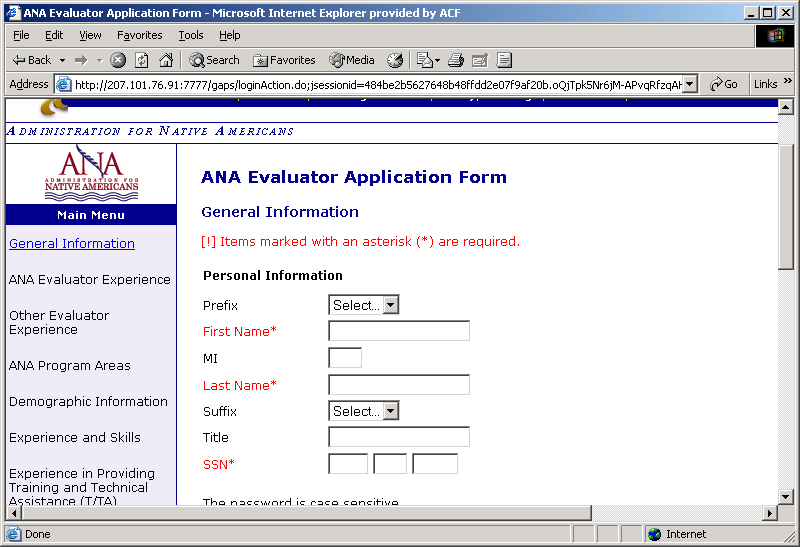 ANA Evaluator Application Form - Microsoft Internet Explorer provided by ACF
File Edit View Favorites Tools Help
Back Search Favorites Media
Address http://207.101.76.91:7777/gaps/loginAction.do;jsessionid=484be2b5627648b48ffdd2e07f9af20b.oQjTpk5Nr6jM-APvqRfzqAH Go Links »
ADMINISTRATION FOR NATIVE AMERICANS
ANA
ADMINISTRATION FOR
NATIVE AMERICANS
Main Menu
General Information
ANA Evaluator Experience
Other Evaluator
Experience
ANA Program Areas
Demographic Information
Experience and Skills
Experience in Providing
Training and Technical
Assistance (T/TA)
ANA Evaluator Application Form
General Information
[!] Items marked with an asterisk (*) are required.
Personal Information
Prefix Select...
First Name*
MI
Last Name*
Suffix Select...
Title
SSN*
The password is case sensitive
Done Internet